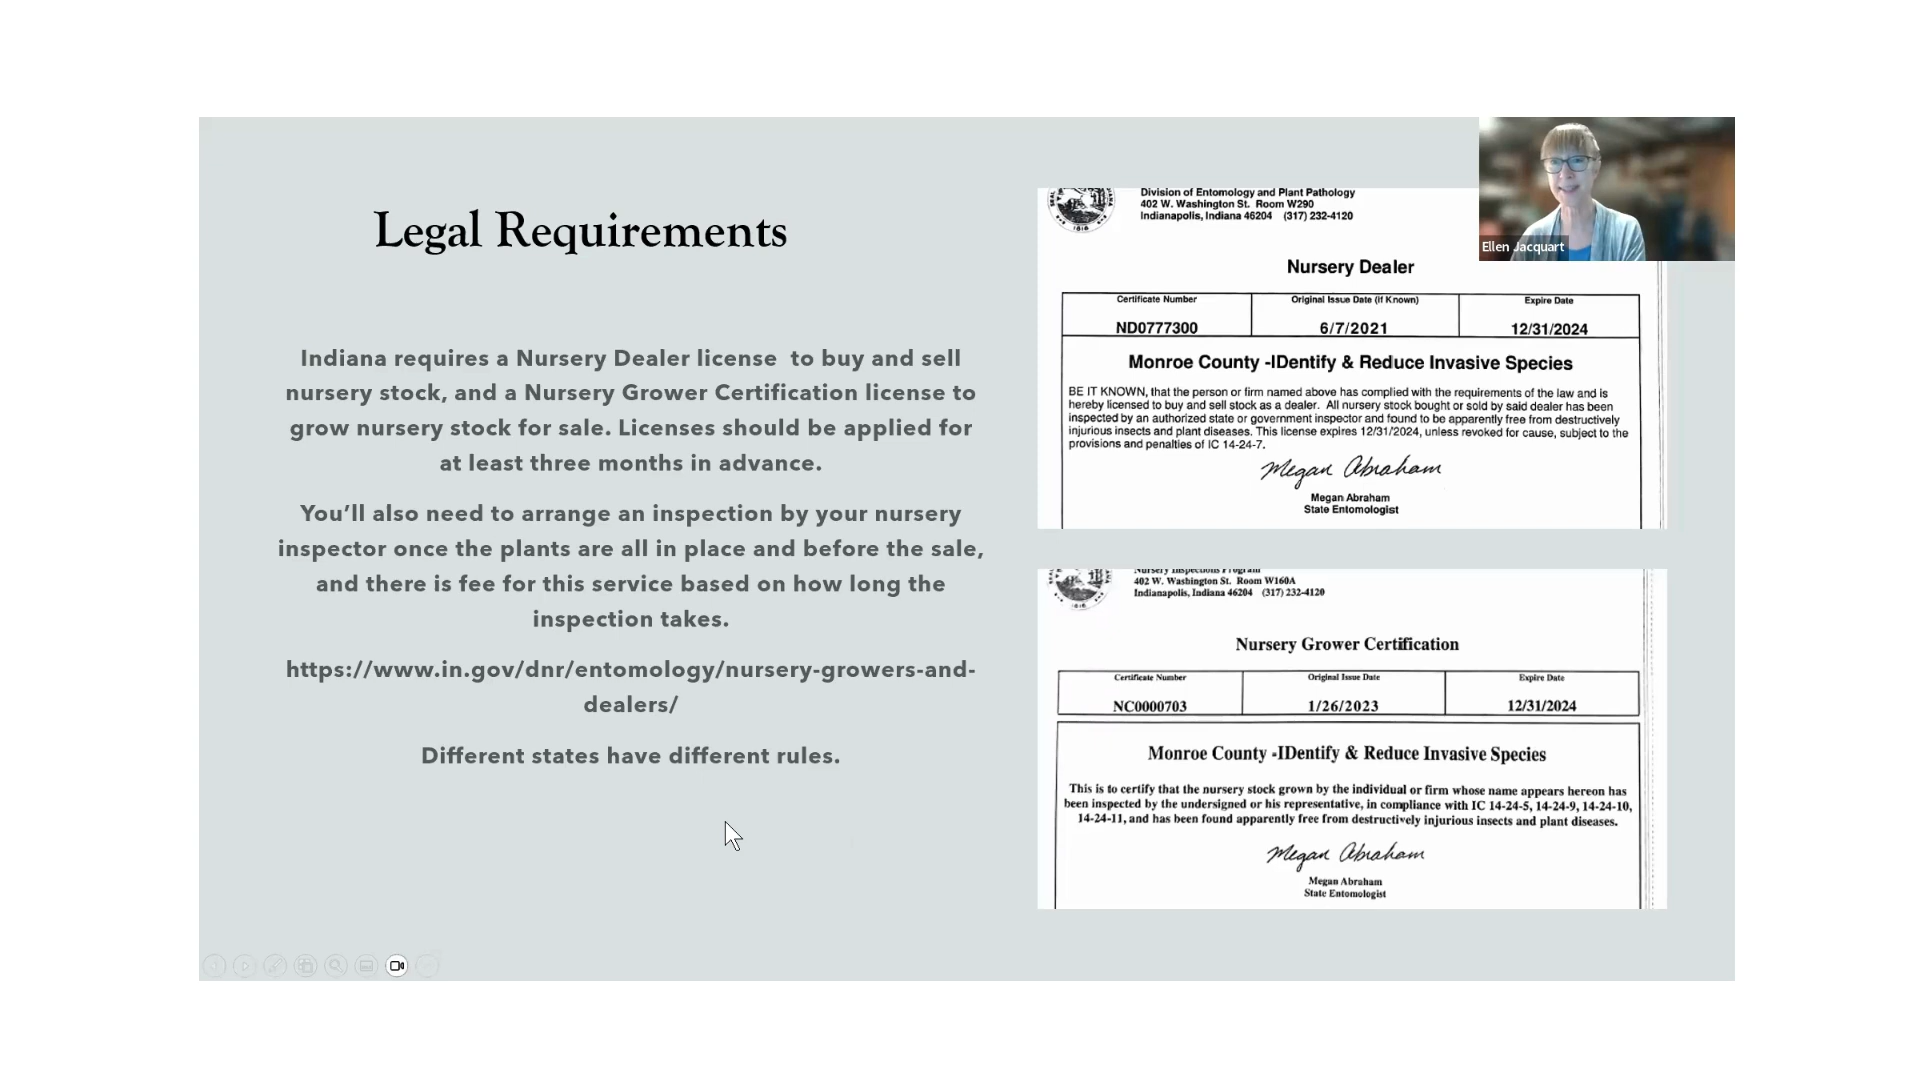 Legal Requirements
Indiana requires a Nursery Dealer license  to buy and sell
nursery stock, and a Nursery Grower Certification license to
grow nursery stock for sale. Licenses should be applied for
at least three months in advance.
You’ll also need to arrange an inspection by your nursery
inspector once the plants are all in place and before the sale,
and there is fee for this service based on how long the
inspection takes.
https://www.in.gov/dnr/entomology/nursery-growers-and-
dealers/
Different states have different rules.
Division of Entomology and Plant Pathology
402 W. Washington St. Room W290
Indianapolis, Indiana 46204 (317) 232-4120
1816
Nursery Dealer
Certificate Number
Original Issue Date (if Known)
Expire Date
ND0777300
6/7/2021
12/31/2024
Monroe County -IDentify & Reduce Invasive Species
BE IT KNOWN, that the person or firm named above has complied with the requirements of the law and is
hereby licensed to buy and sell stock as a dealer. All nursery stock bought or sold by said dealer has been
inspected by an authorized state or government inspector and found to be apparently free from destructively
injurious insects and plant diseases. This license expires 12/31/2024, unless revoked for cause, subject to the
provisions and penalties of IC 14-24-7.
Megan Abraham
Megan Abraham
State Entomologist
Ellen Jacquart
Nursery Inspections Program
402 W. Washington St. Room W160A
Indianapolis, Indiana 46204 (317) 232-4120
1816
Nursery Grower Certification
Certificate Number
Original Issue Date
Expire Date
NC0000703
1/26/2023
12/31/2024
Monroe County -IDentify & Reduce Invasive Species
This is to certify that the nursery stock grown by the individual or firm whose name appears hereon has
been inspected by the undersigned or his representative, in compliance with IC 14-24-5, 14-24-9, 14-24-10,
14-24-11, and has been found apparently free from destructively injurious insects and plant diseases.
Megan Abraham
Megan Abraham
State Entomologist